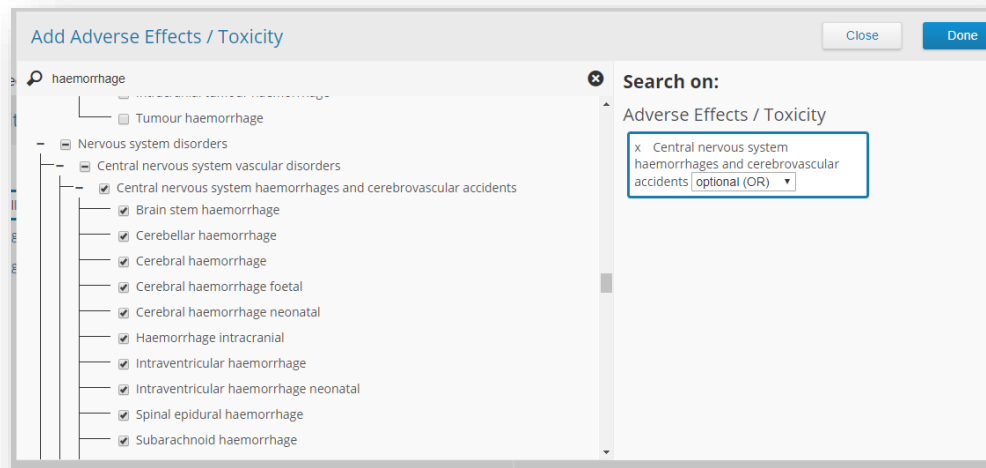 Add Adverse Effects / Toxicity
Close
Done
haemorrhage
Tumour haemorrhage
Nervous system disorders
Central nervous system vascular disorders
Central nervous system haemorrhages and cerebrovascular accidents
Brain stem haemorrhage
Cerebellar haemorrhage
Cerebral haemorrhage
Cerebral haemorrhage foetal
Cerebral haemorrhage neonatal
Haemorrhage intracranial
Intraventricular haemorrhage
Intraventricular haemorrhage neonatal
Spinal epidural haemorrhage
Subarachnoid haemorrhage
Search on:
Adverse Effects / Toxicity
x Central nervous system
haemorrhages and cerebrovascular
accidents optional (OR)